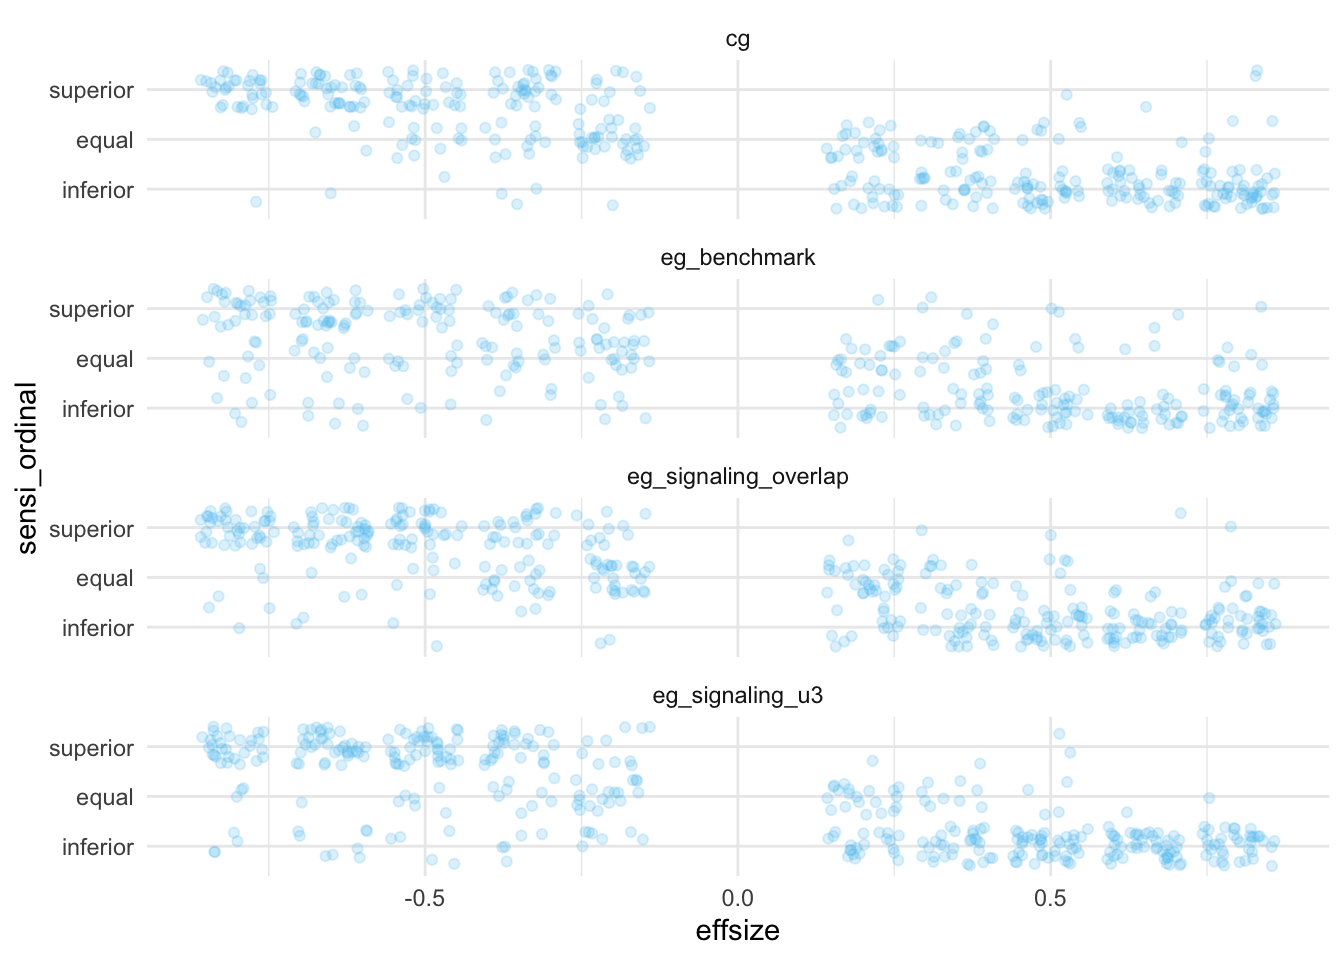 cg
superior
equal
inferior
eg_benchmark
superior
equal
inferior
eg_signaling_overlap
superior
equal
inferior
eg_signaling_u3
superior
equal
inferior
sensi_ordinal
-0.5 0.0 0.5
effsize